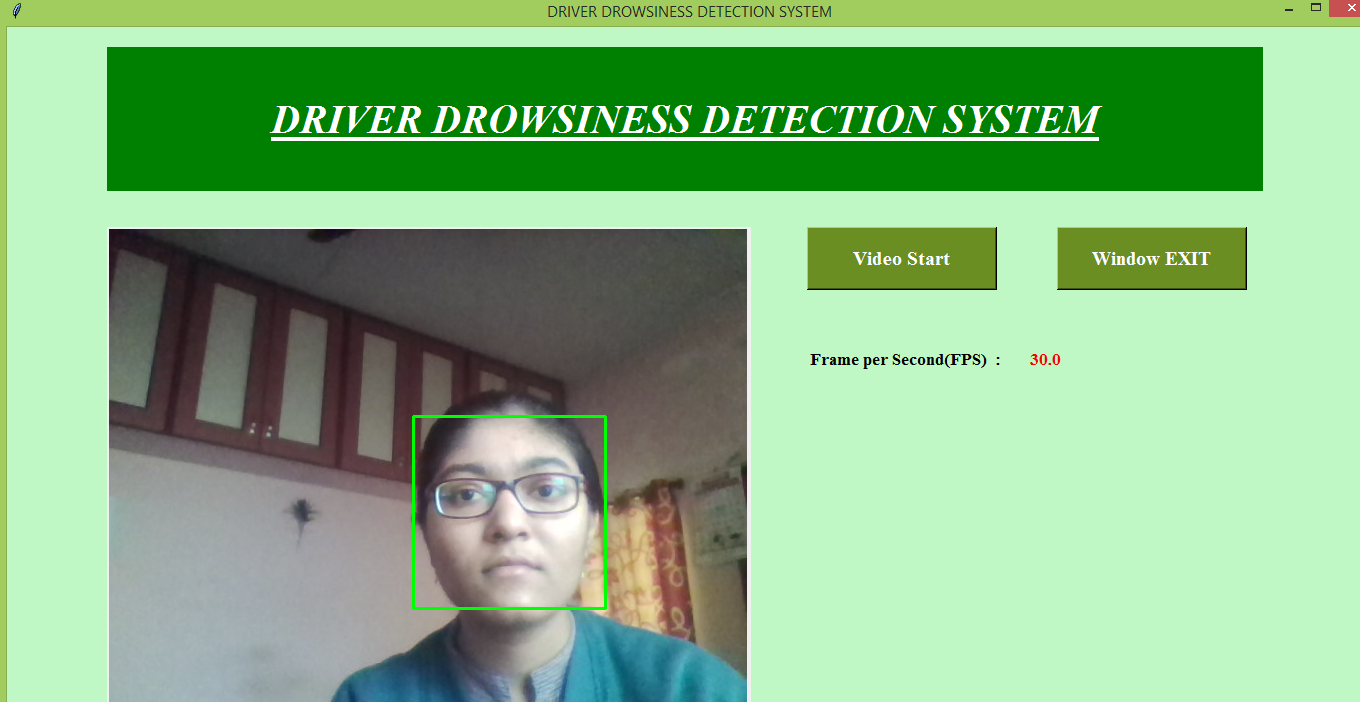 DRIVER DROWSINESS DETECTION SYSTEM
DRIVER DROWSINESS DETECTION SYSTEM
Video Start
Window EXIT
Frame per Second(FPS) : 30.0